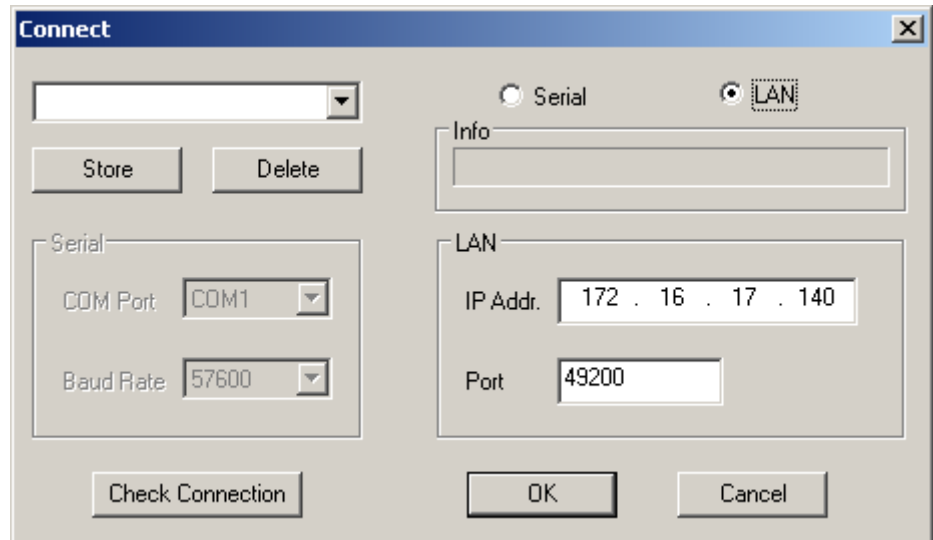 Connect
Serial LAN
Info
Store Delete
Serial
COM Port COM1
Baud Rate 57600
LAN
IP Addr. 172 . 16 . 17 . 140
Port 49200
Check Connection OK Cancel